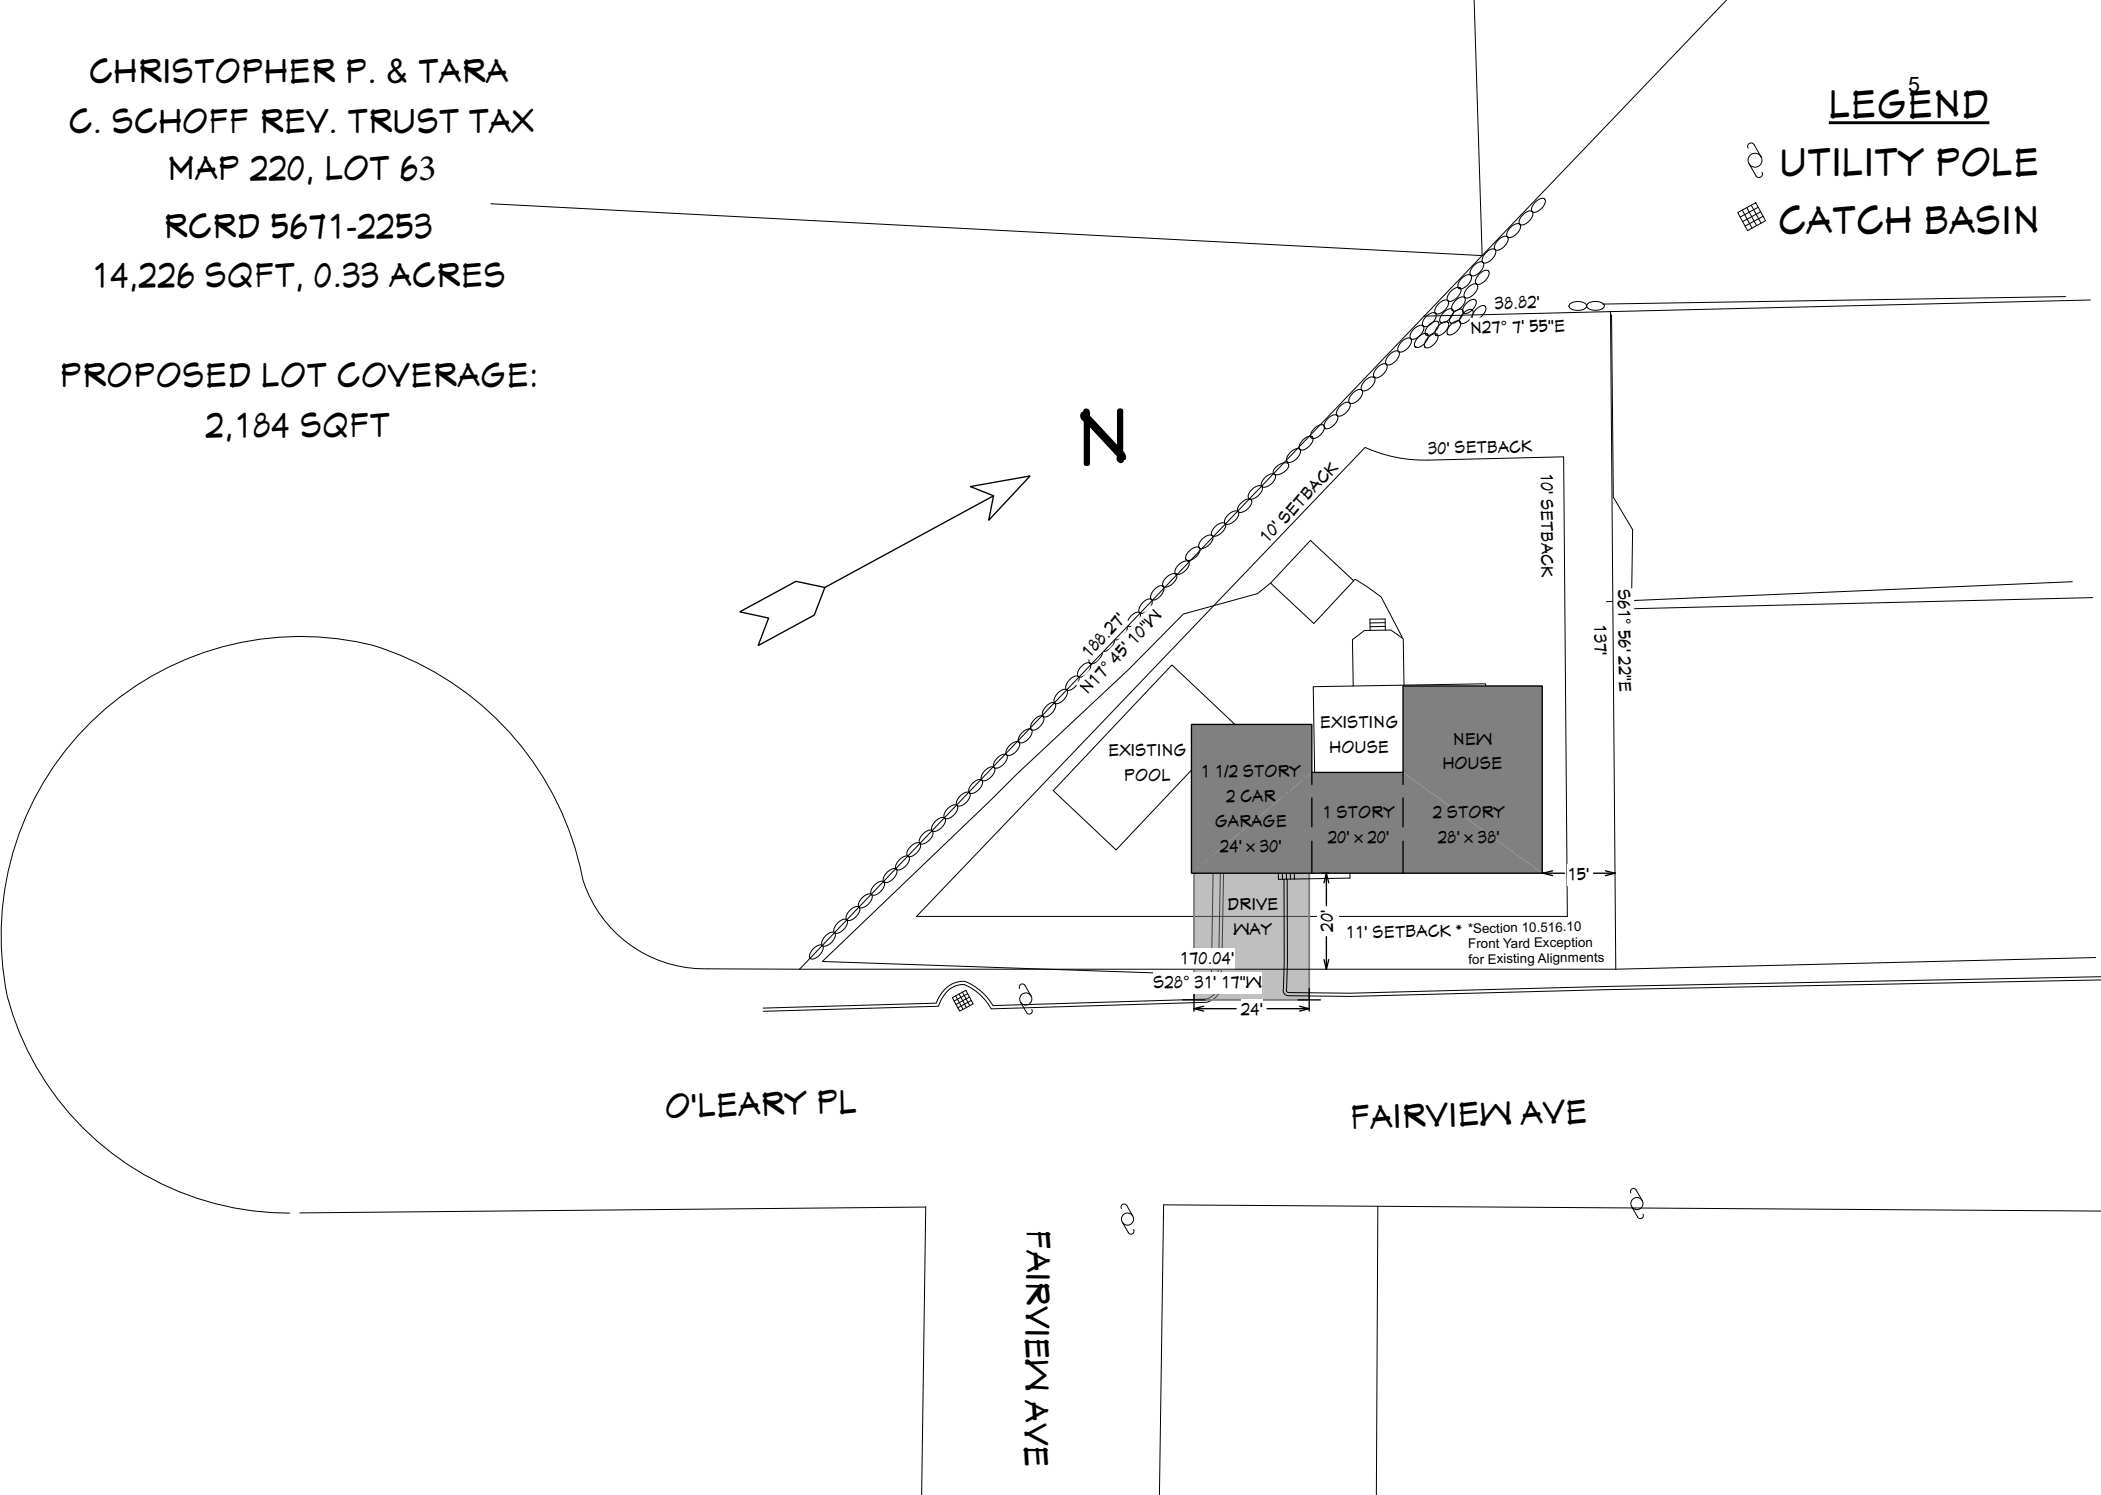 CHRISTOPHER P. & TARA
C. SCHOFF REV. TRUST TAX
MAP 220, LOT 63
RCRD 5671-2253
14,226 SQFT, 0.33 ACRES
PROPOSED LOT COVERAGE:
2,184 SQFT
5
LEGEND
UTILITY POLE
CATCH BASIN
N
38.82'
N27° 7' 55"E
30' SETBACK
10' SETBACK
10' SETBACK
188.27'
N17° 45' 10"W
S61° 56' 22"E
137'
EXISTING
POOL
EXISTING
HOUSE
NEW
HOUSE
1 1/2 STORY
2 CAR
GARAGE
24' x 30'
1 STORY
20' x 20'
2 STORY
28' x 38'
15'
DRIVE
WAY
20'
11' SETBACK *
*Section 10.516.10
Front Yard Exception
for Existing Alignments
170.04'
S28° 31' 17"W
24'
O'LEARY PL
FAIRVIEW AVE
FAIRVIEW AVE